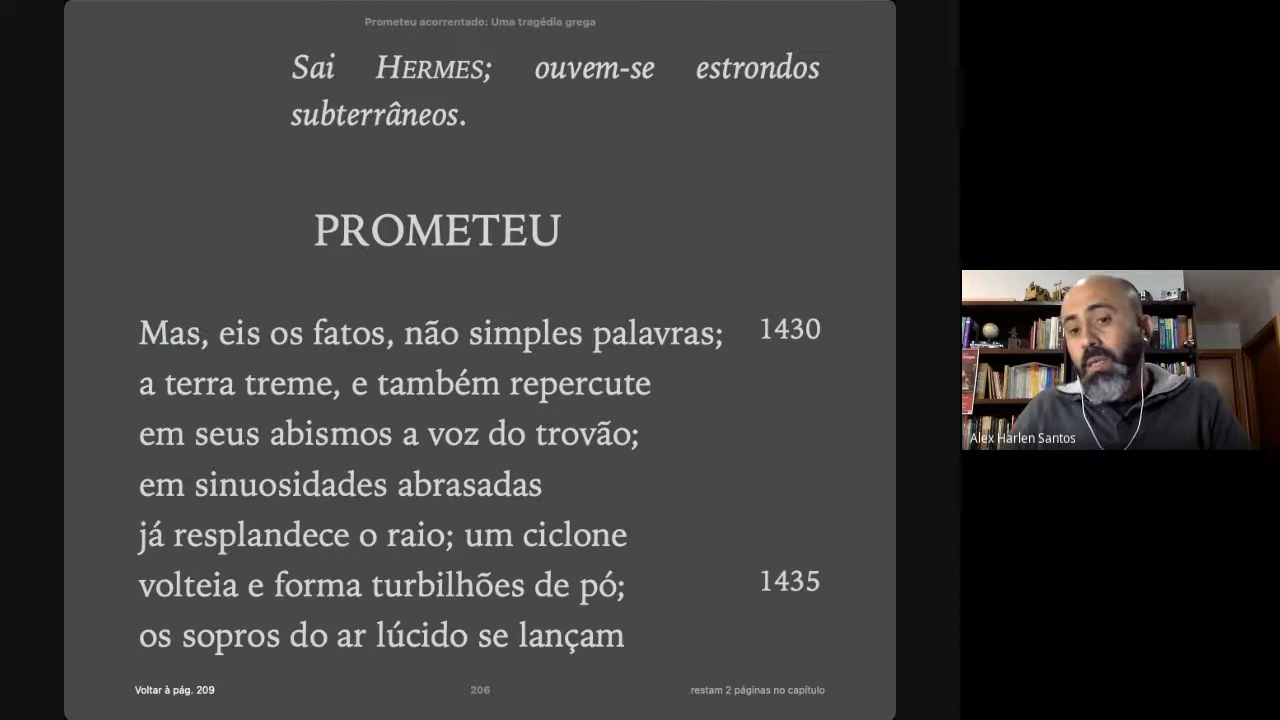 Prometeu acorrentado: Uma tragédia grega
Sai HERMES; ouvem-se estrondos
subterrâneos.
PROMETEU
Mas, eis os fatos, não simples palavras; 1430
a terra treme, e também repercute
em seus abismos a voz do trovão;
em sinuosidades abrasadas
já resplandece o raio; um ciclone
volteia e forma turbilhões de pó; 1435
os sopros do ar lúcido se lançam
Voltar à pág. 209 206 restam 2 páginas no capítulo
Alex Harlen Santos